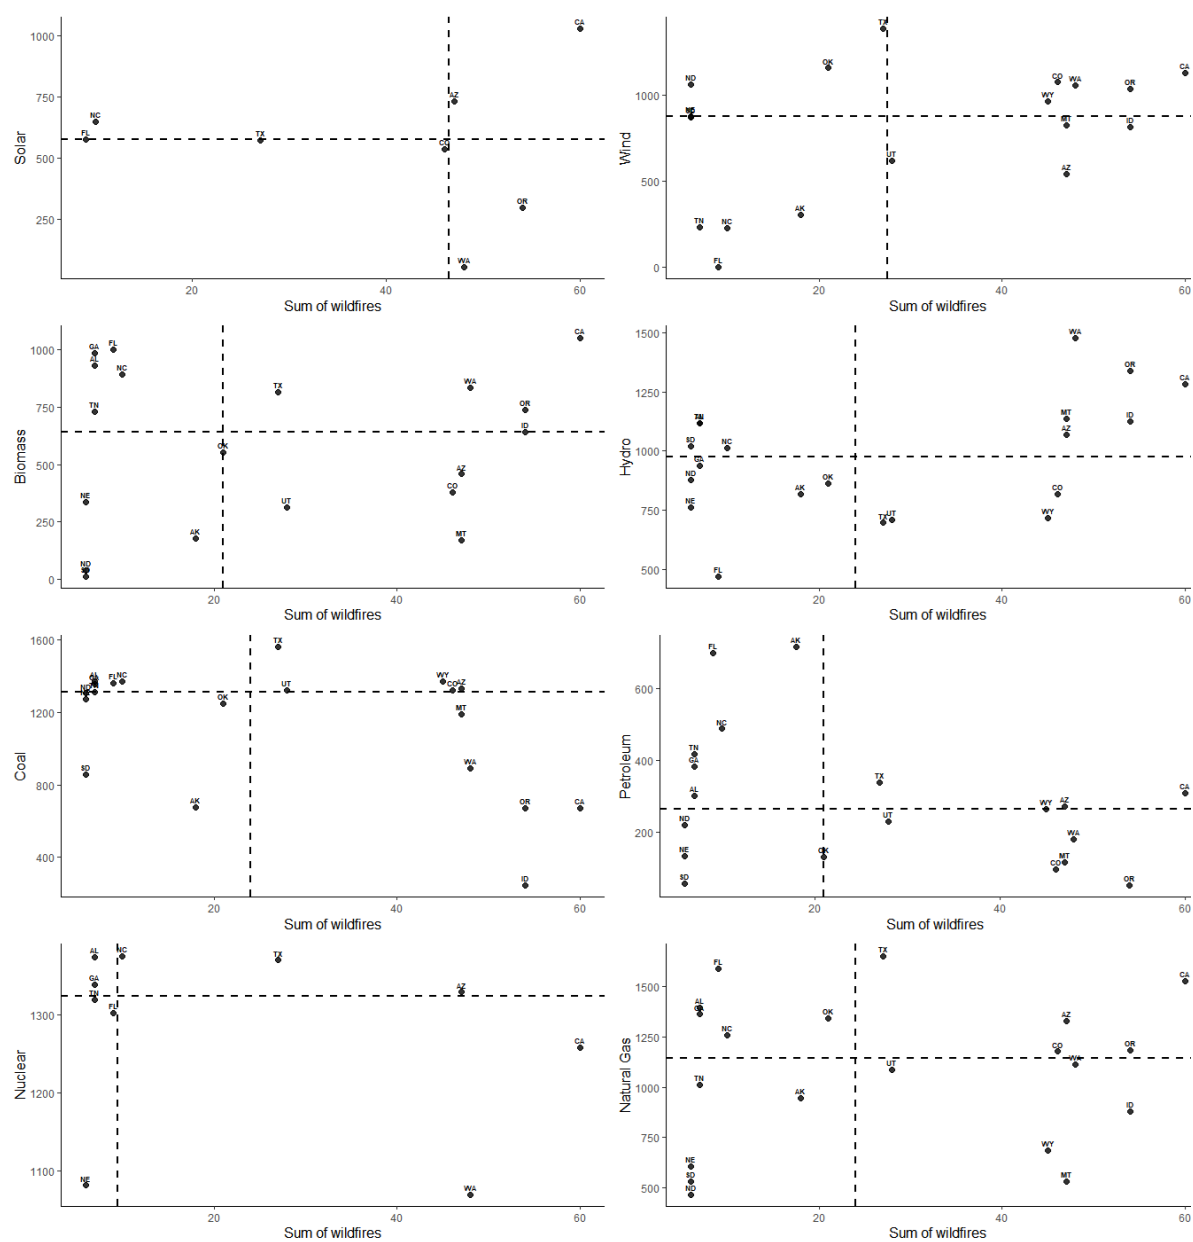 Solar
1000
750
500
250
CA
AZ
NC
FL
TX
CO
OR
WA
20
40
60
Sum of wildfires
Wind
1000
500
0
TX
OK
ND
CO
WA
OR
CA
WY
MT
ID
UT
AZ
AK
TN
NC
FL
20
40
60
Sum of wildfires
Biomass
1000
750
500
250
0
CA
FL
GA
AL
NC
TN
TX
WA
OR
ID
OK
AZ
CO
NE
UT
AK
MT
ND
20
40
60
Sum of wildfires
Hydro
1500
1250
1000
750
500
WA
OR
CA
MT
ID
AZ
TN
SD
NC
GA
ND
OK
NE
AK
CO
TX
UT
WY
FL
20
40
60
Sum of wildfires
Coal
1600
1200
800
400
TX
AL
NC
FL
WY
UT
CO
AZ
OK
MT
SD
WA
AK
OR
CA
ID
20
40
60
Sum of wildfires
Petroleum
600
400
200
FL
AK
NC
TN
GA
AL
TX
CA
WY
AZ
ND
UT
WA
NE
OK
MT
CO
SD
OR
20
40
60
Sum of wildfires
Nuclear
1300
1200
1100
AL
NC
TX
GA
TN
AZ
FL
CA
NE
WA
20
40
60
Sum of wildfires
Natural Gas
1500
1250
1000
750
500
TX
FL
CA
AL
GA
OK
AZ
NC
CO
OR
WA
UT
TN
AK
ID
WY
NE
SD
ND
MT
20
40
60
Sum of wildfires